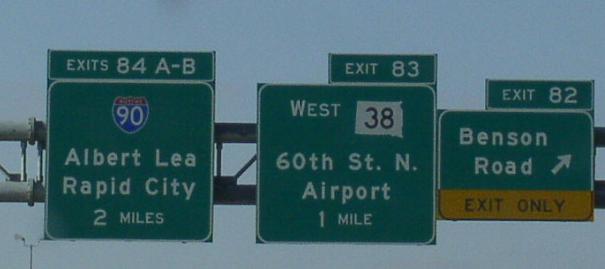 EXITS 84 A-B
90
Albert Lea
Rapid City
2 MILES
EXIT 83
WEST 38
60th St. N.
Airport
1 MILE
EXIT 82
Benson
Road
EXIT ONLY